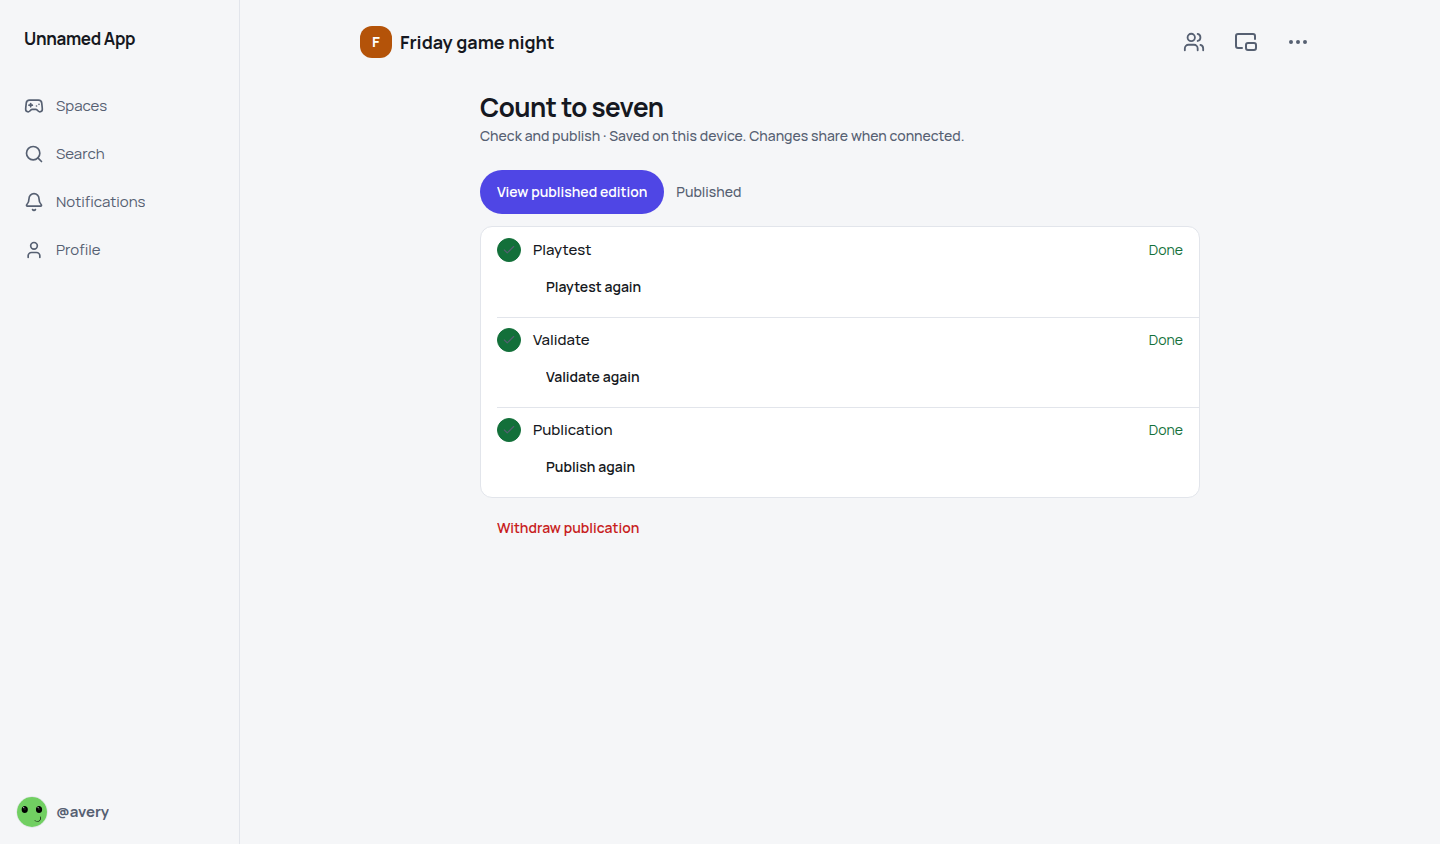 Unnamed App
Spaces
Search
Notifications
Profile
@avery
F
Friday game night
Count to seven
Check and publish · Saved on this device. Changes share when connected.
View published edition
Published
Playtest
Done
Playtest again
Validate
Done
Validate again
Publication
Done
Publish again
Withdraw publication